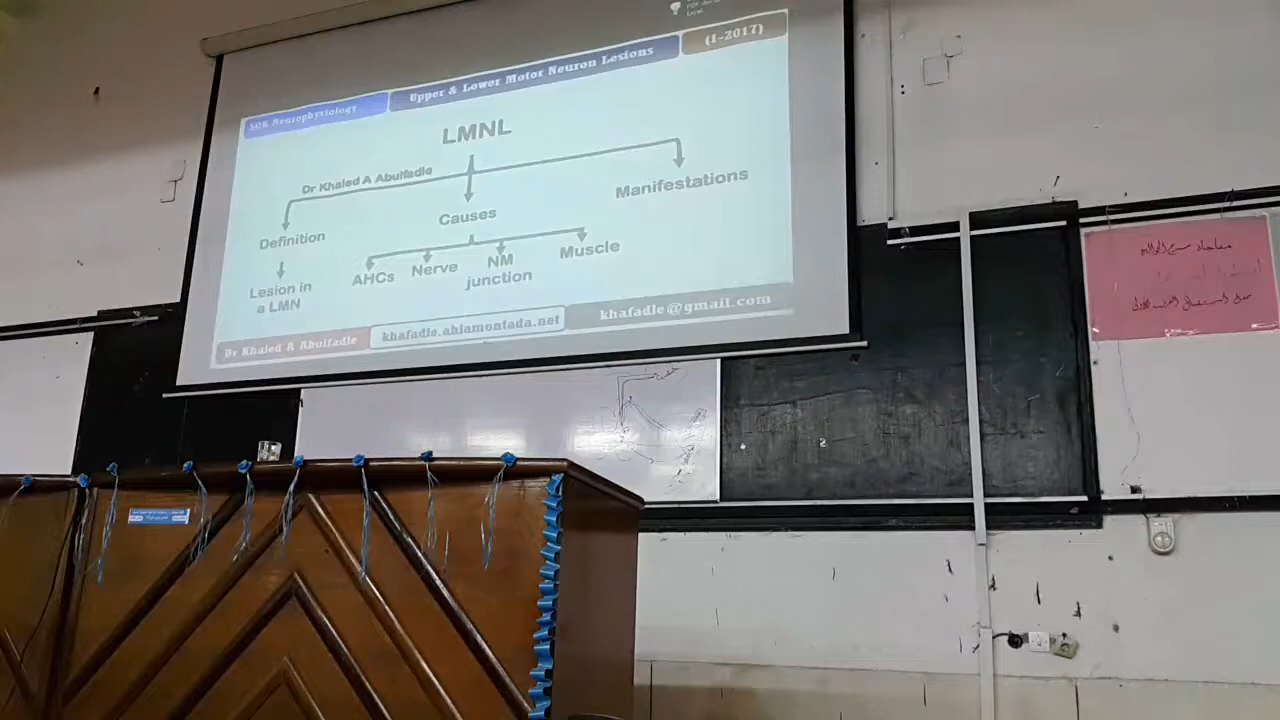 SOK Neurophysiology
Upper & Lower Motor Neuron Lesions
(1-2017)
LMNL
Dr Khaled A Abulfadle
Definition
Causes
Manifestations
Lesion in
a LMN
AHCs
Nerve
NM
junction
Muscle
Dr Khaled A Abulfadle
khafadle.ahlamontada.net
khafadle@gmail.com